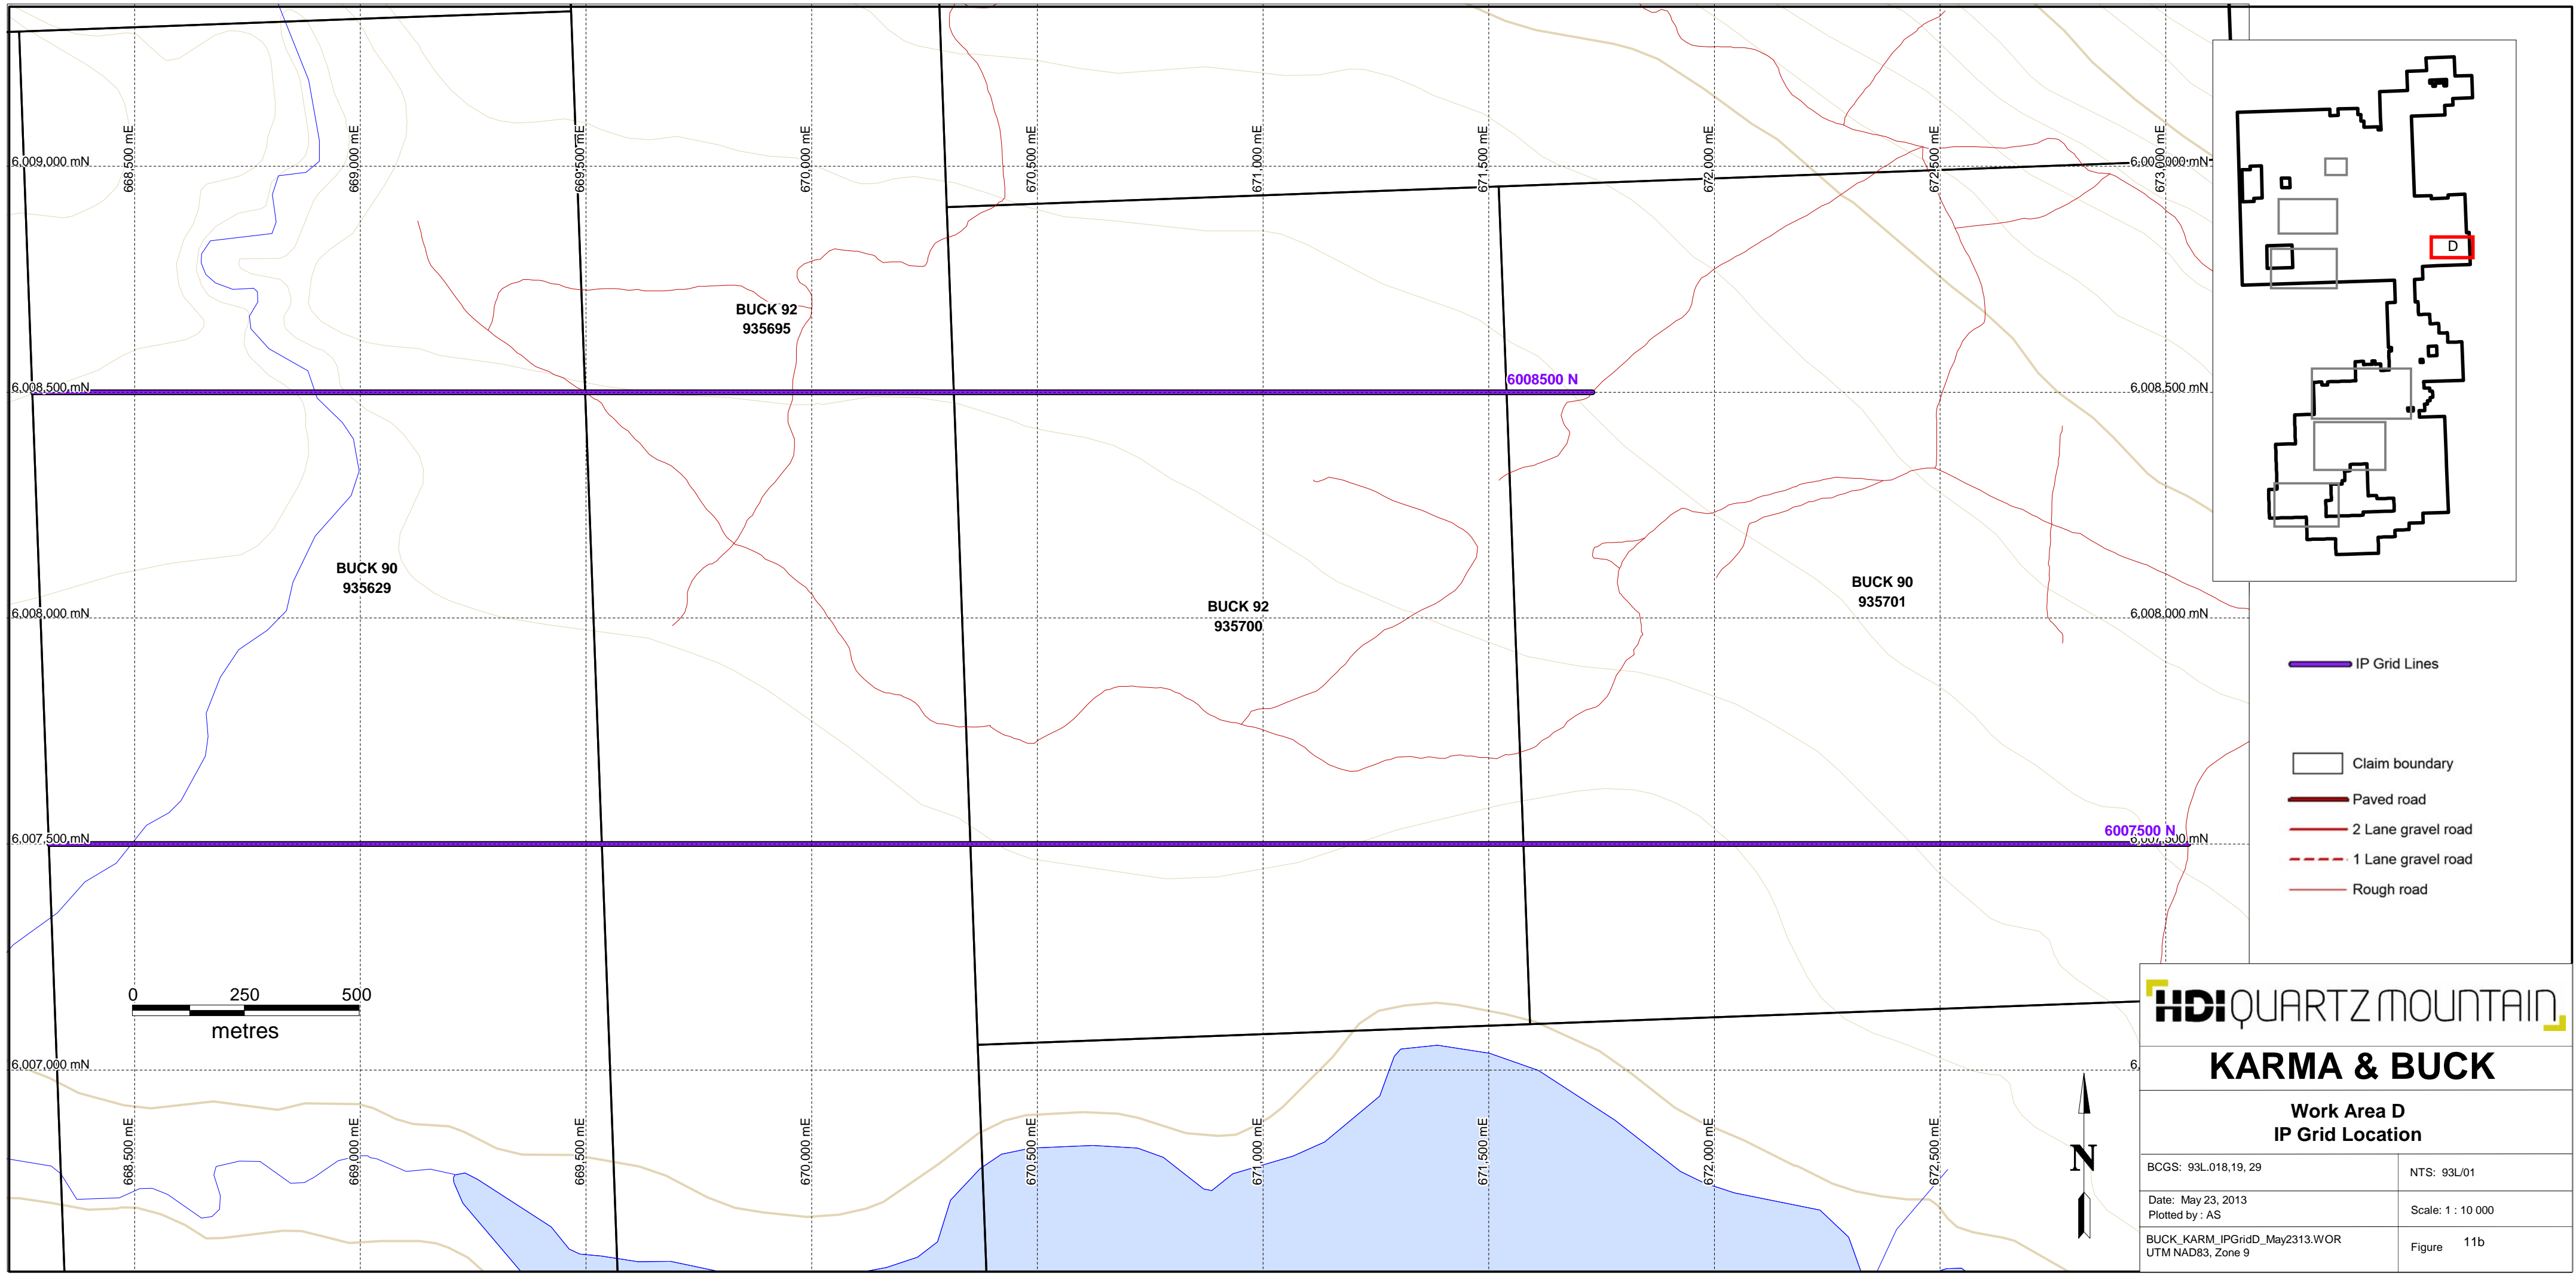 668,500 mE
669,000 mE
669,500 mE
670,000 mE
670,500 mE
671,000 mE
671,500 mE
672,000 mE
672,500 mE
673,000 mE
6,009,000 mN
6,009,000 mN
D
BUCK 92
935695
6,008,500 mN
6008500 N
6,008,500 mN
BUCK 90
935629
BUCK 92
935700
BUCK 90
935701
6,008,000 mN
6,008,000 mN
IP Grid Lines
Claim boundary
Paved road
2 Lane gravel road
1 Lane gravel road
Rough road
6,007,500 mN
6007500 N
6,007,500 mN
0 250 500
metres
6,007,000 mN
6,
668,500 mE
669,000 mE
669,500 mE
670,000 mE
670,500 mE
671,000 mE
671,500 mE
672,000 mE
672,500 mE
N
HDI QUARTZ MOUNTAIN
KARMA & BUCK
Work Area D
IP Grid Location
BCGS: 93L.018,19, 29
NTS: 93L/01
Date: May 23, 2013
Plotted by : AS
Scale: 1 : 10 000
BUCK_KARM_IPGridD_May2313.WOR
UTM NAD83, Zone 9
Figure 11b